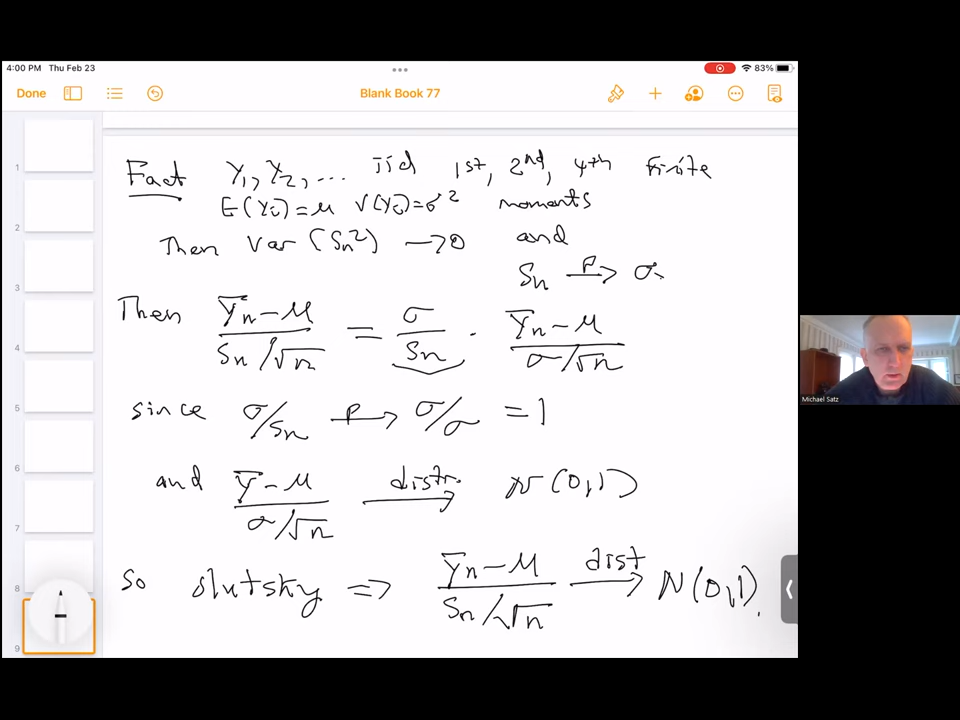 4:00 PM Thu Feb 23
83%
Done
Blank Book 77
Fact Y₁, Y₂, ... iid 1st, 2nd, 4th finite
E(Yᵢ) = μ V(Yᵢ) = σ² moments
Then Var (Sₙ²) → 0 and
Sₙ →ᴾ σ
Then (Ȳₙ − μ)/(Sₙ/√n) = σ/Sₙ · (Ȳₙ − μ)/(σ/√n)
since σ/Sₙ →ᴾ σ/σ = 1
and (Ȳ − μ)/(σ/√n) —distr.→ N(0,1)
So Slutsky ⇒ (Ȳₙ − μ)/(Sₙ/√n) —dist→ N(0,1).
1
2
3
4
5
6
7
8
9
Michael Satz